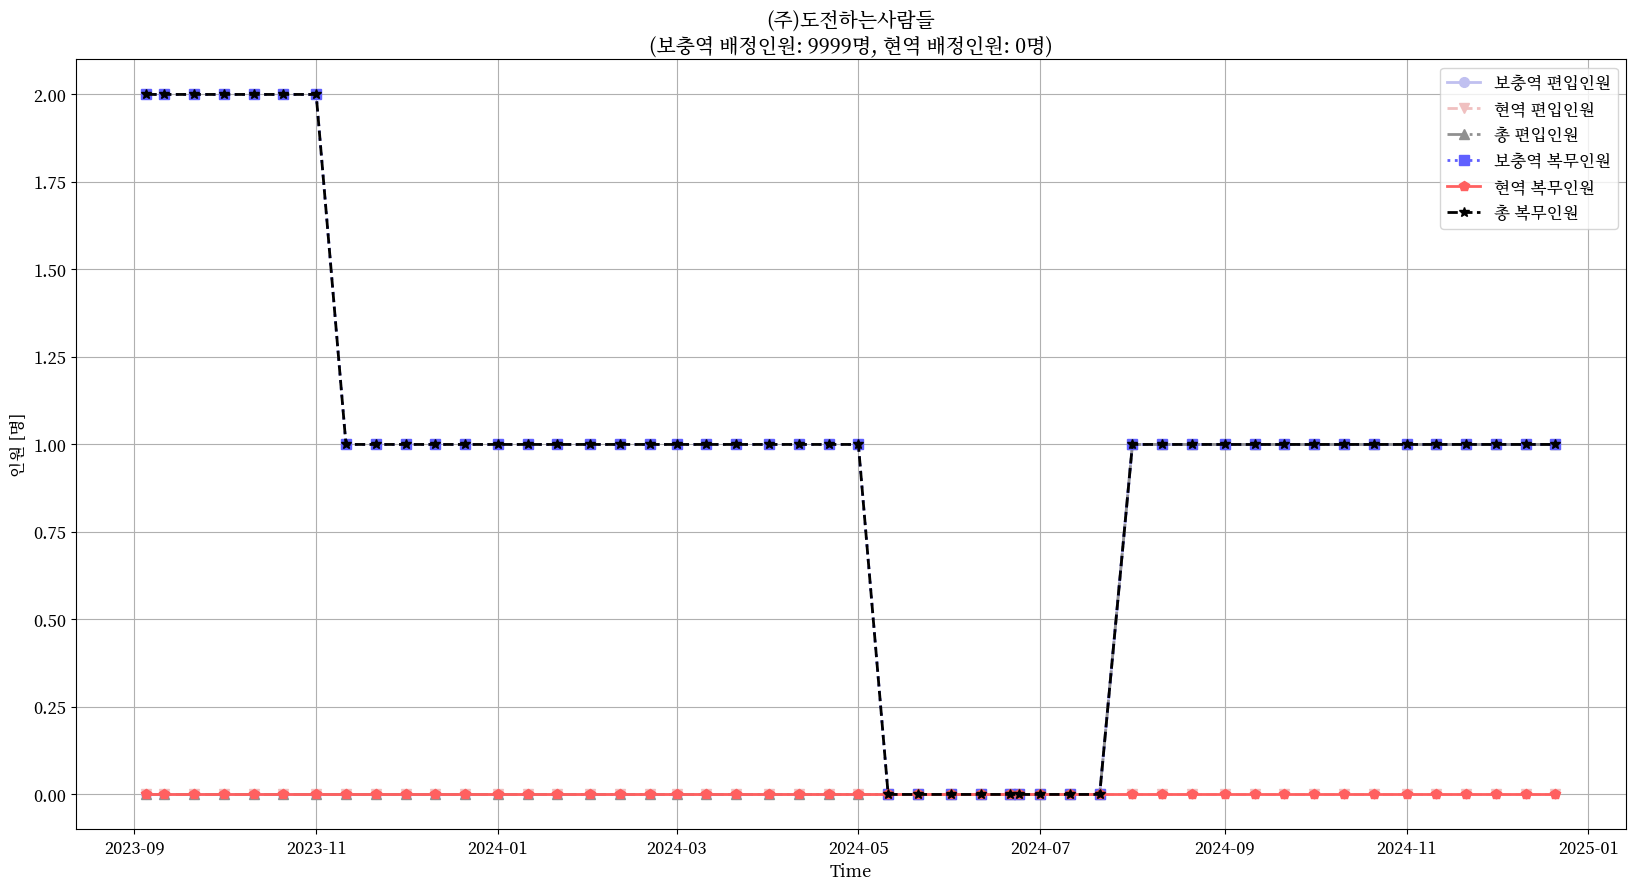 (주)도전하는사람들
(보충역 배정인원: 9999명, 현역 배정인원: 0명)
보충역 편입인원
현역 편입인원
총 편입인원
보충역 복무인원
현역 복무인원
총 복무인원
인원 [명]
2.00
1.75
1.50
1.25
1.00
0.75
0.50
0.25
0.00
2023-09 2023-11 2024-01 2024-03 2024-05 2024-07 2024-09 2024-11 2025-01
Time